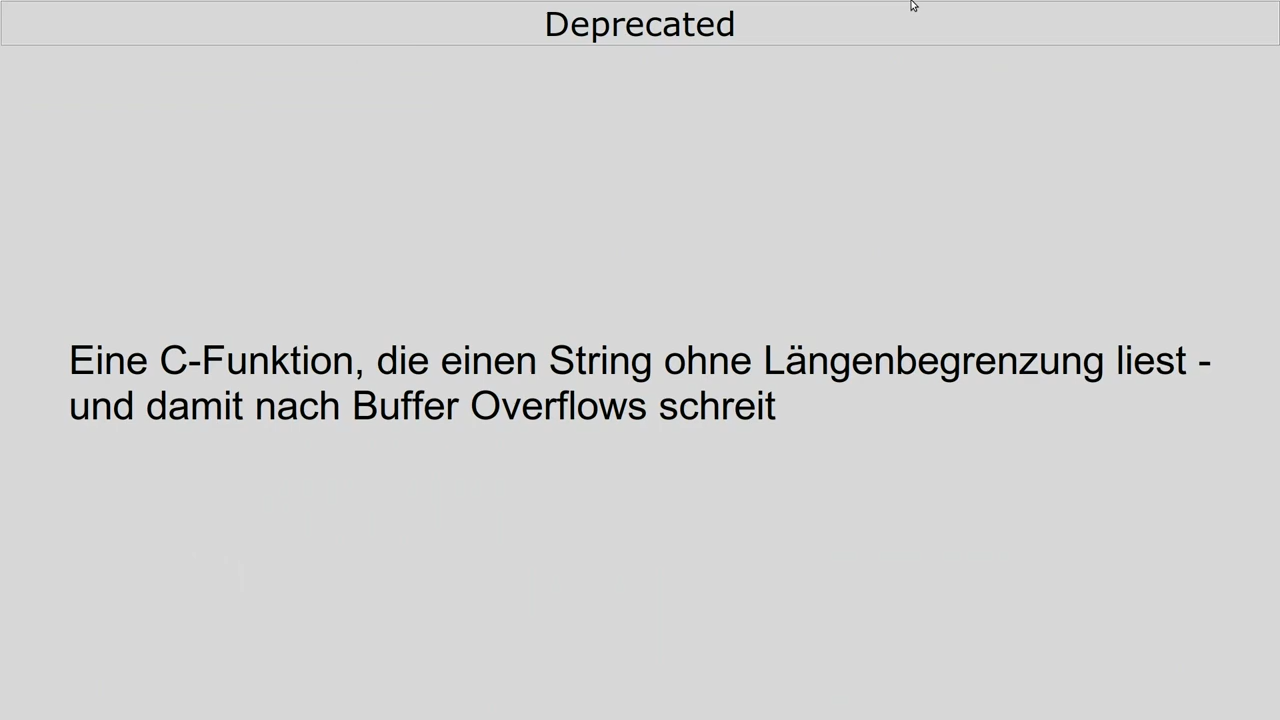 Deprecated
Eine C-Funktion, die einen String ohne Längenbegrenzung liest -
und damit nach Buffer Overflows schreit